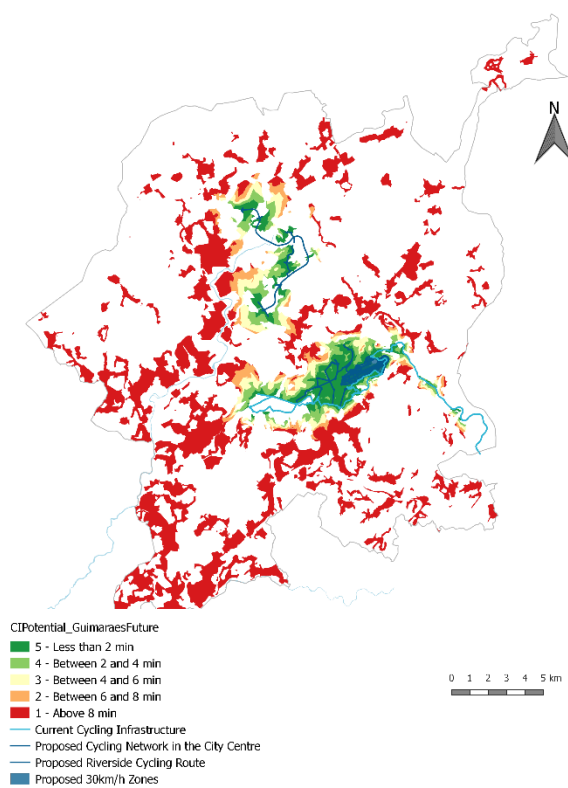 N
CIPotential_GuimaraesFuture
5 - Less than 2 min
4 - Between 2 and 4 min
3 - Between 4 and 6 min
2 - Between 6 and 8 min
1 - Above 8 min
Current Cycling Infrastructure
Proposed Cycling Network in the City Centre
Proposed Riverside Cycling Route
Proposed 30km/h Zones
0 1 2 3 4 5 km